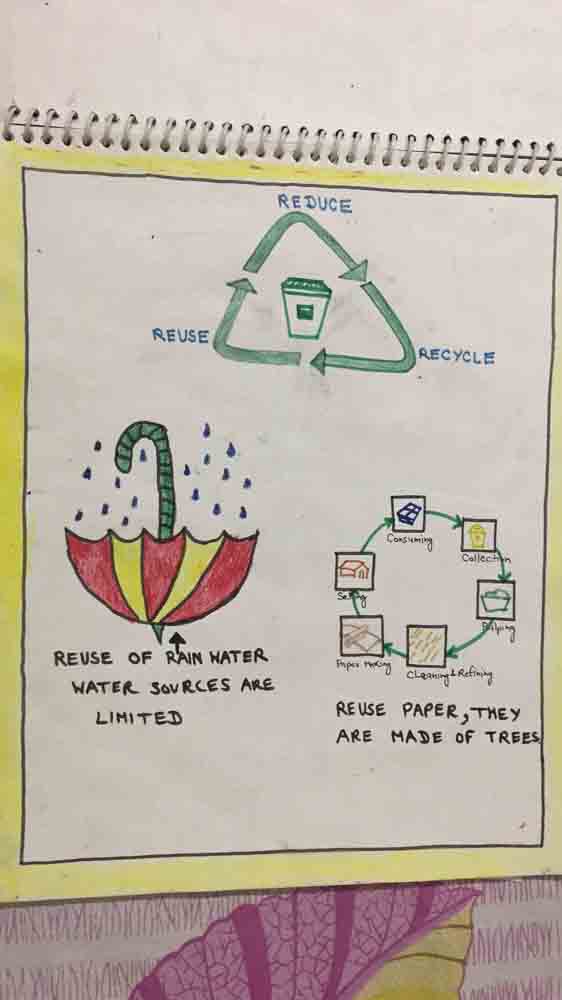 REDUCE
REUSE
RECYCLE
Consuming
Collection
Selling
Pulping
Paper Making
Cleaning & Refining
REUSE OF RAIN WATER
WATER SOURCES ARE
LIMITED
REUSE PAPER, THEY
ARE MADE OF TREES